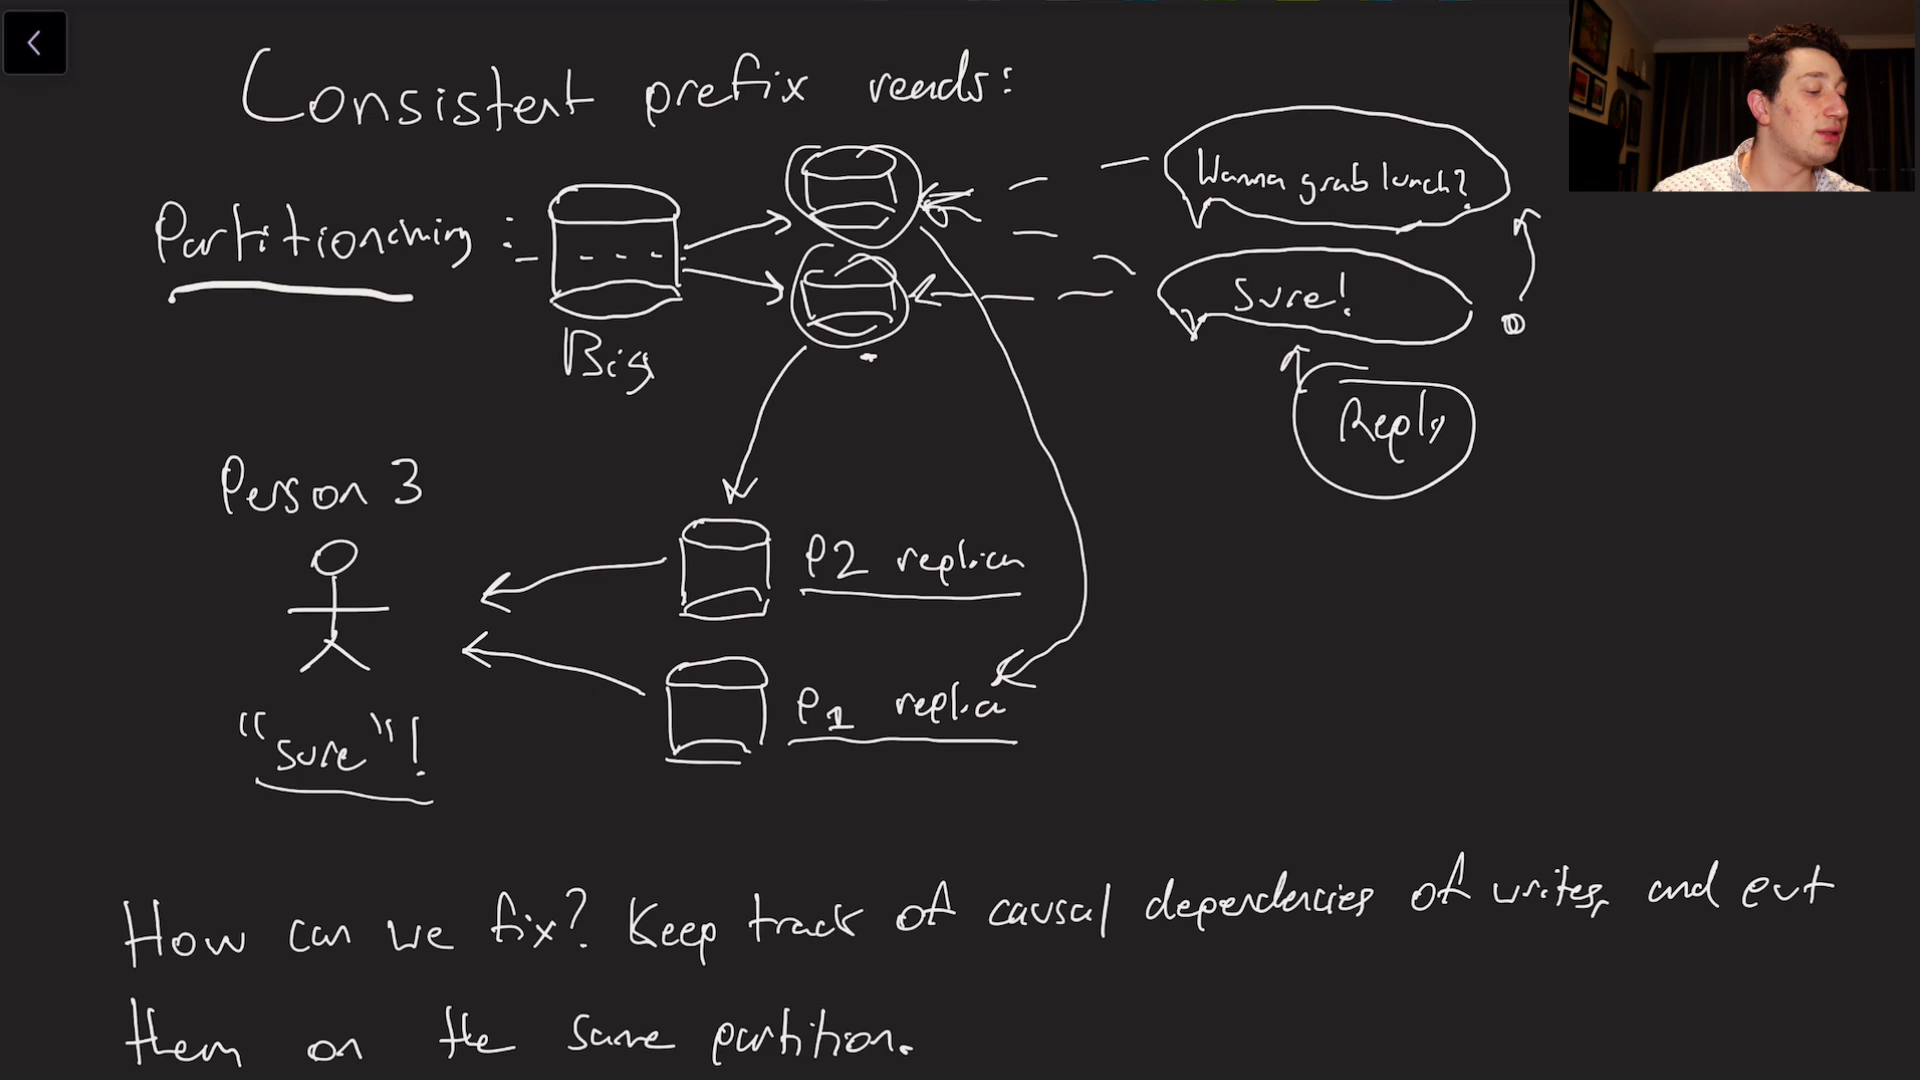 Consistent prefix reads:
Wanna grab lunch?
Sure!
Big
Reply
Person 3
P2 replica
P1 replica
"sure"!
How can we fix? Keep track of causal dependencies of writes, and put
them on the same partition.